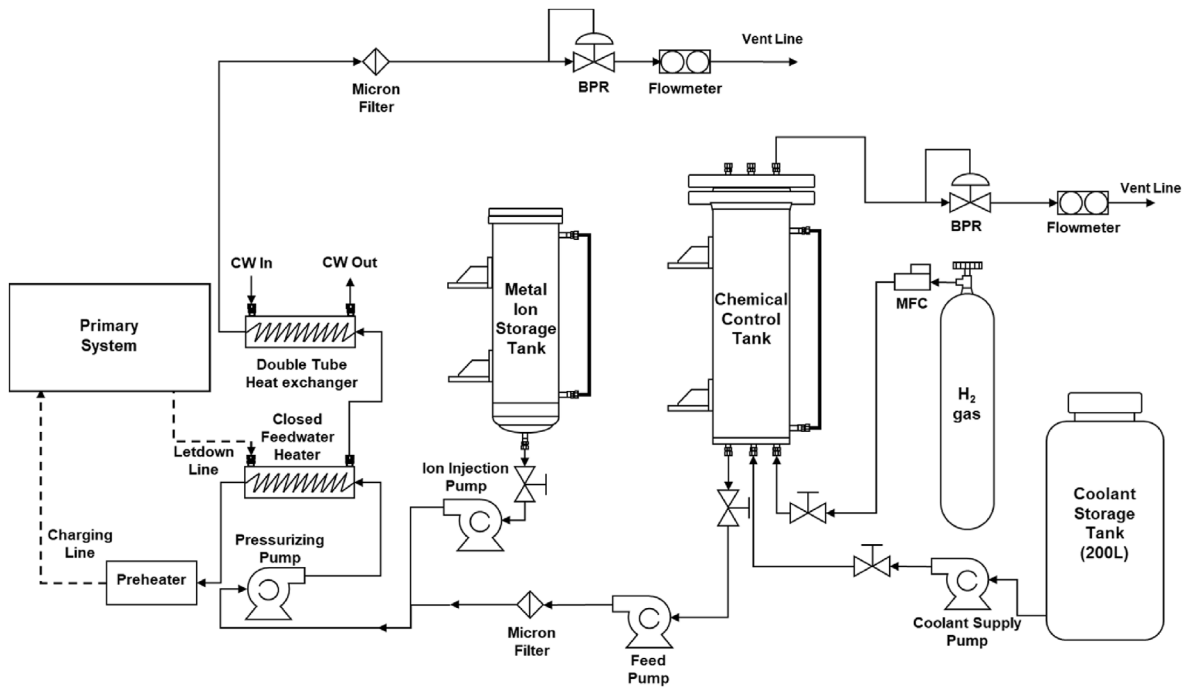 Vent Line
BPR
Flowmeter
Micron
Filter
Vent Line
BPR
Flowmeter
CW In
CW Out
Primary
System
Double Tube
Heat exchanger
Metal
Ion
Storage
Tank
Chemical
Control
Tank
MFC
H2
gas
Closed
Feedwater
Heater
Letdown
Line
Ion Injection
Pump
Coolant
Storage
Tank
(200L)
Charging
Line
Pressurizing
Pump
Preheater
Micron
Filter
Feed
Pump
Coolant Supply
Pump